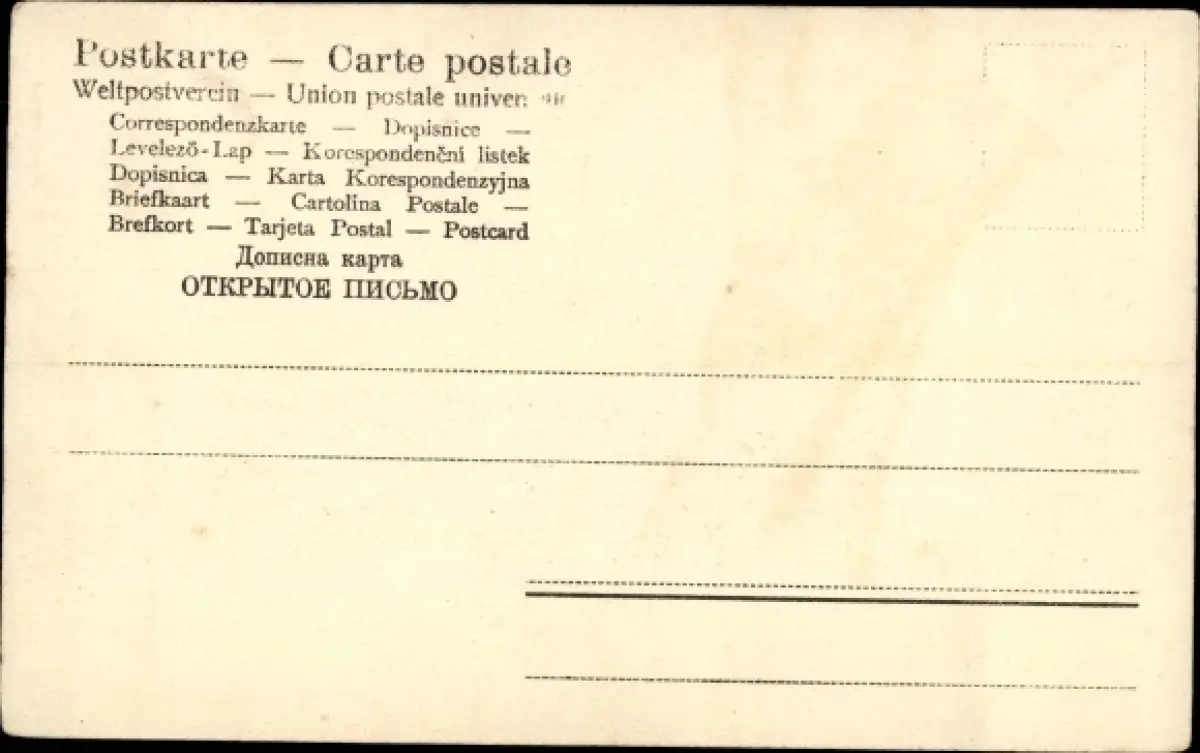 Postkarte — Carte postale
Weltpostverein — Union postale univer
Correspondenzkarte — Dopisnice —
Levelező-Lap — Korespondenční listek
Dopisnica — Karta Korespondenzyjna
Briefkaart — Cartolina Postale —
Brefkort — Tarjeta Postal — Postcard
Дописна карта
ОТКРЫТОЕ ПИСЬМО